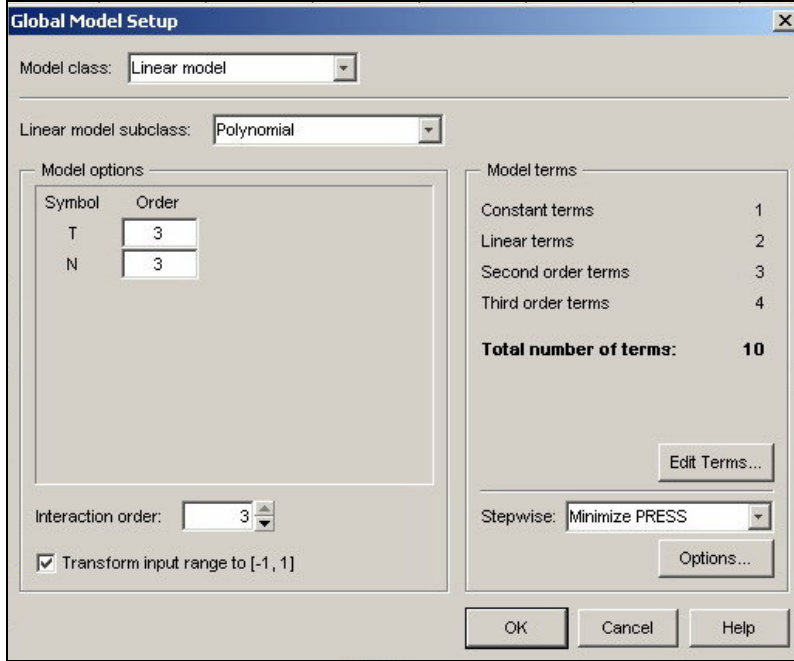 Global Model Setup
Model class: Linear model
Linear model subclass: Polynomial
Model options
Symbol Order
T 3
N 3
Interaction order: 3
Transform input range to [-1, 1]
Model terms
Constant terms 1
Linear terms 2
Second order terms 3
Third order terms 4
Total number of terms: 10
Edit Terms...
Stepwise: Minimize PRESS
Options...
OK Cancel Help